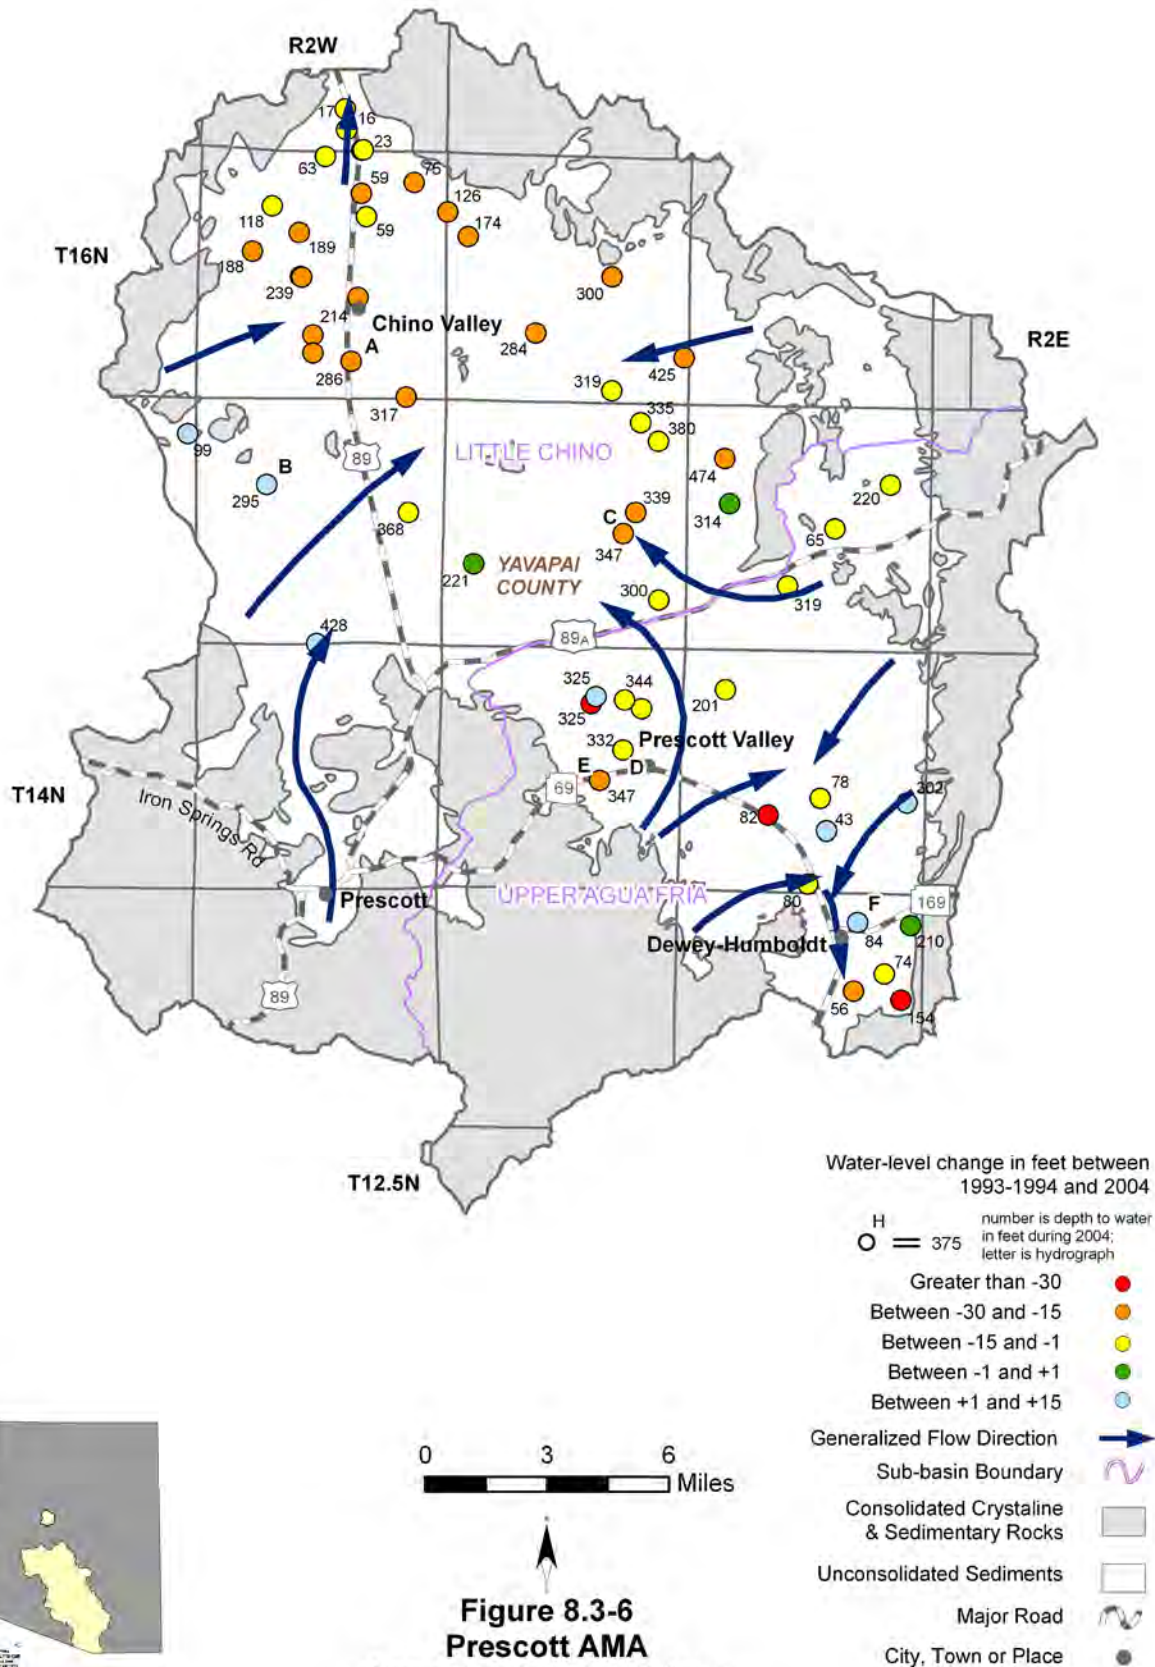 R2W
17
16
23
63
75
59
126
118
59
174
189
T16N
188
239
300
214
Chino Valley
284
R2E
A
425
286
319
317
335
380
99
89
LITTLE CHINO
474
B
220
295
339
314
368
C
65
347
221
YAVAPAI
COUNTY
300
319
428
89A
325
344
201
325
332
Prescott Valley
E
D
T14N
69
347
78
302
Iron Springs Rd
82
43
80
Prescott
UPPER AGUA FRIA
169
F
Dewey-Humboldt
84
210
74
89
56
154
T12.5N
Water-level change in feet between
1993-1994 and 2004
H
375
number is depth to water
in feet during 2004;
letter is hydrograph
Greater than -30
Between -30 and -15
Between -15 and -1
Between -1 and +1
Between +1 and +15
Generalized Flow Direction
Sub-basin Boundary
Consolidated Crystaline
& Sedimentary Rocks
Unconsolidated Sediments
Major Road
City, Town or Place
0 3 6
Miles
Figure 8.3-6
Prescott AMA